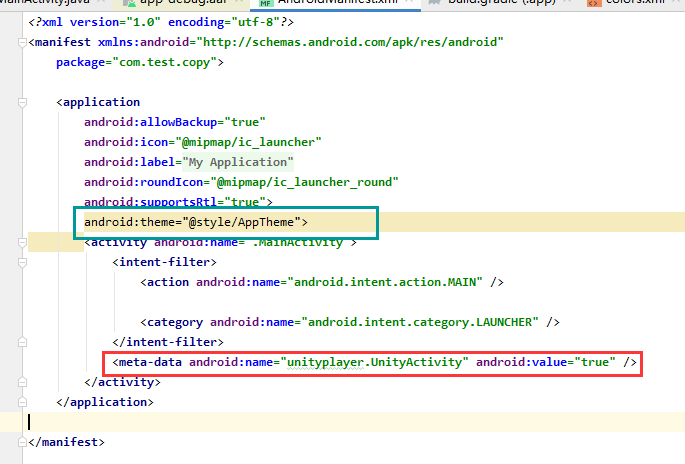 MainActivity.java app-debug.aar AndroidManifest.xml build.gradle (:app) colors.xml
<?xml version="1.0" encoding="utf-8"?>
<manifest xmlns:android="http://schemas.android.com/apk/res/android"
package="com.test.copy">
<application
android:allowBackup="true"
android:icon="@mipmap/ic_launcher"
android:label="My Application"
android:roundIcon="@mipmap/ic_launcher_round"
android:supportsRtl="true">
android:theme="@style/AppTheme">
<activity android:name=".MainActivity">
<intent-filter>
<action android:name="android.intent.action.MAIN" />
<category android:name="android.intent.category.LAUNCHER" />
</intent-filter>
<meta-data android:name="unityplayer.UnityActivity" android:value="true" />
</activity>
</application>
</manifest>